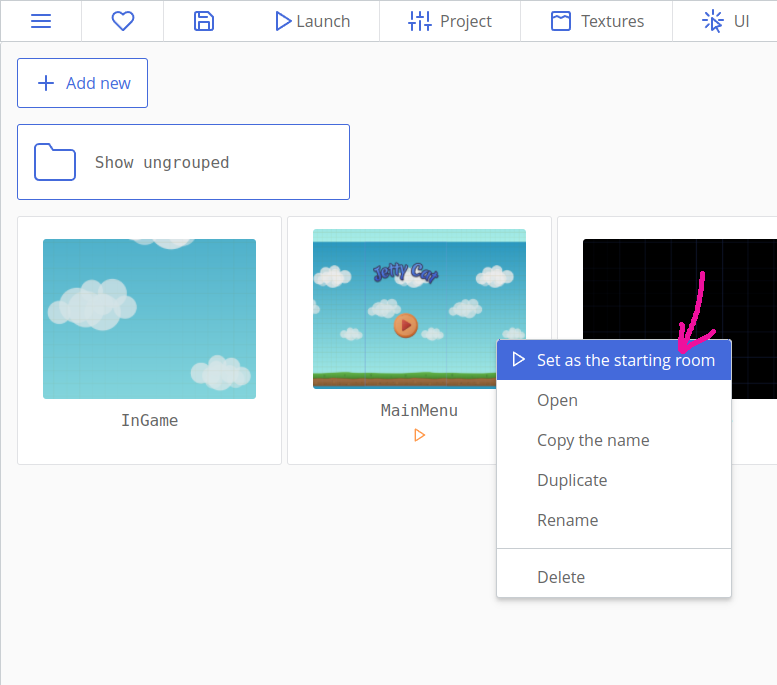 Launch
Project
Textures
UI
Add new
Show ungrouped
Jetty Cat
InGame
MainMenu
Set as the starting room
Open
Copy the name
Duplicate
Rename
Delete